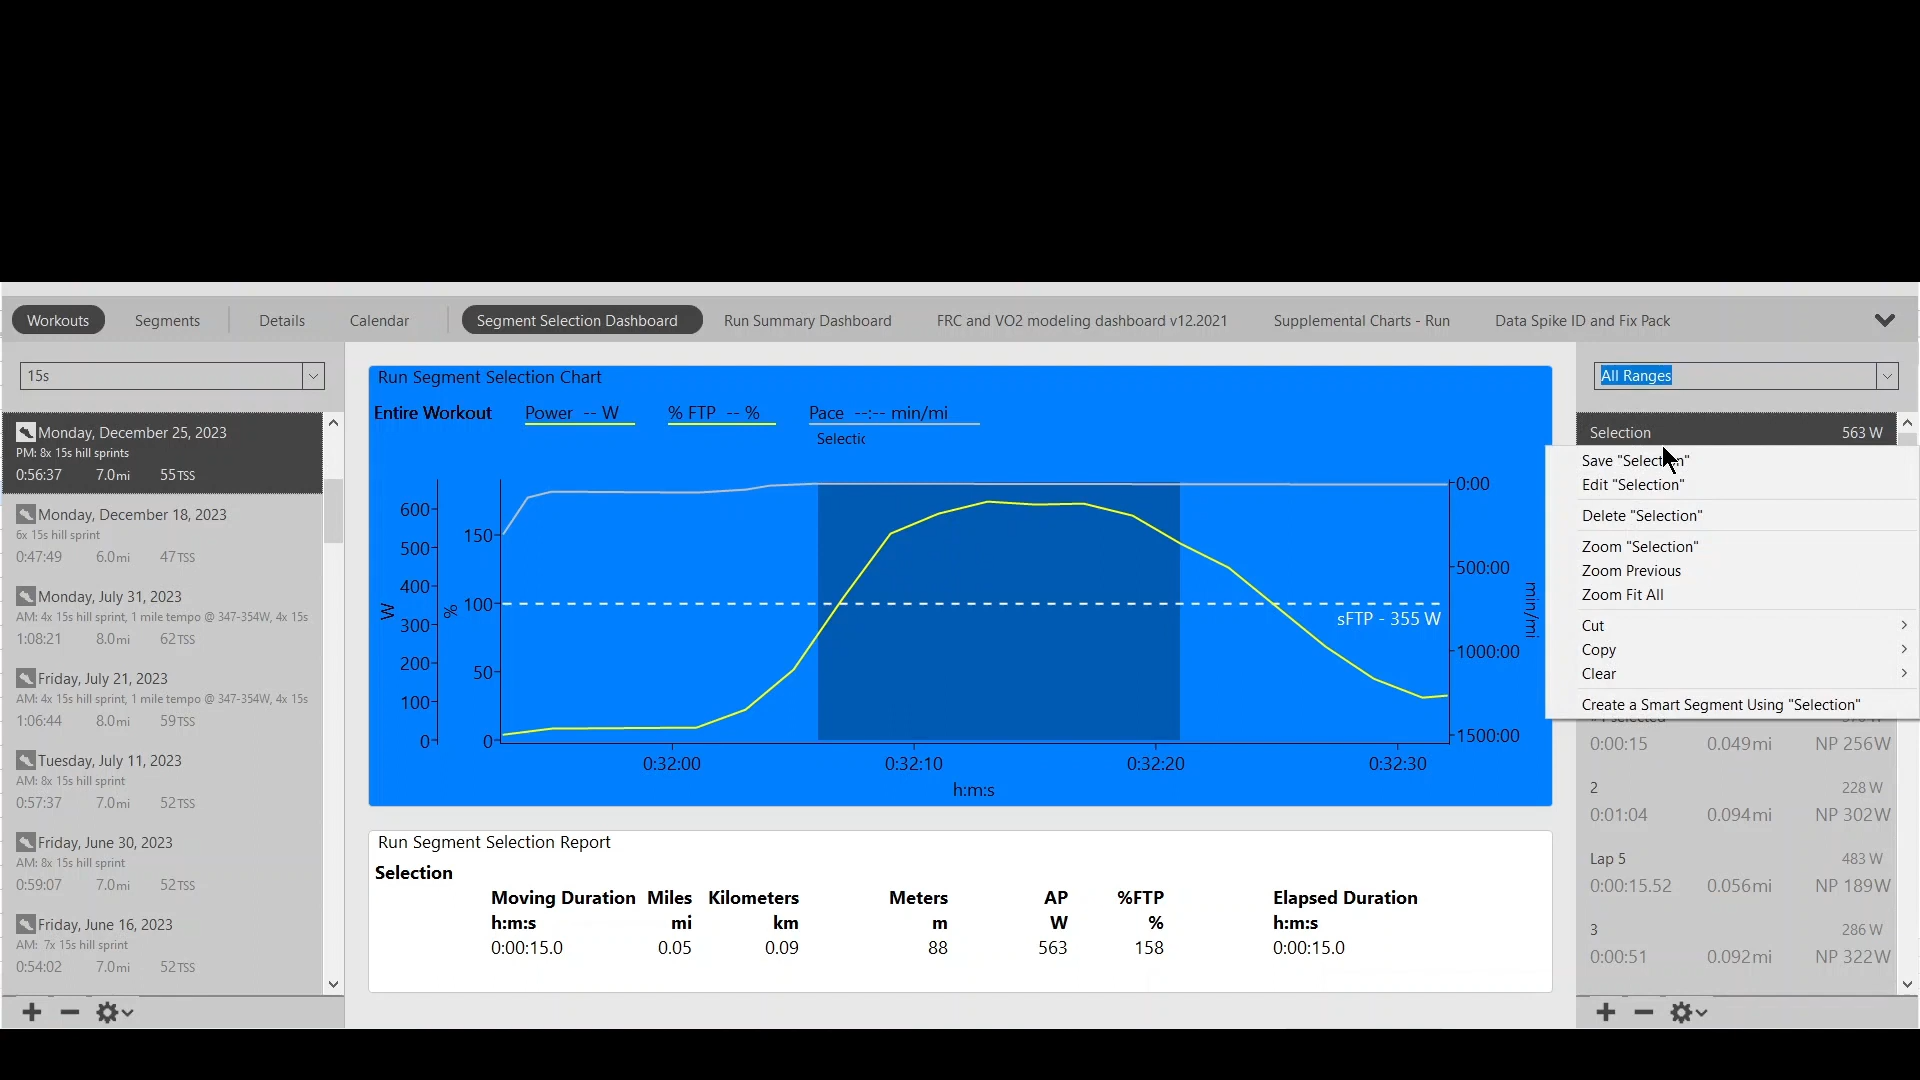 Workouts Segments Details Calendar Segment Selection Dashboard Run Summary Dashboard FRC and VO2 modeling dashboard v12.2021 Supplemental Charts - Run Data Spike ID and Fix Pack
15s
Monday, December 25, 2023
PM: 8x 15s hill sprints
0:56:37 7.0mi 55TSS
Monday, December 18, 2023
6x 15s hill sprint
0:47:49 6.0mi 47TSS
Monday, July 31, 2023
AM: 4x 15s hill sprint, 1 mile tempo @ 347-354W, 4x 15s
1:08:21 8.0mi 62TSS
Friday, July 21, 2023
AM: 4x 15s hill sprint, 1 mile tempo @ 347-354W, 4x 15s
1:06:44 8.0mi 59TSS
Tuesday, July 11, 2023
AM: 8x 15s hill sprint
0:57:37 7.0mi 52TSS
Friday, June 30, 2023
AM: 8x 15s hill sprint
0:59:07 7.0mi 52TSS
Friday, June 16, 2023
AM: 7x 15s hill sprint
0:54:02 7.0mi 52TSS
Run Segment Selection Chart
Entire Workout Power -- W % FTP -- % Pace --:-- min/mi
Selectic
600
500
400
300
200
100
0
W
150
100
50
0
%
sFTP - 355 W
0:00
500:00
1000:00
1500:00
min/mi
0:32:00 0:32:10 0:32:20 0:32:30
h:m:s
Run Segment Selection Report
Selection
Moving Duration Miles Kilometers Meters AP %FTP Elapsed Duration
h:m:s mi km m W % h:m:s
0:00:15.0 0.05 0.09 88 563 158 0:00:15.0
All Ranges
Selection 563 W
Save "Selection"
Edit "Selection"
Delete "Selection"
Zoom "Selection"
Zoom Previous
Zoom Fit All
Cut
Copy
Clear
Create a Smart Segment Using "Selection"
0:00:15 0.049mi NP 256W
2 228 W
0:01:04 0.094mi NP 302W
Lap 5 483 W
0:00:15.52 0.056mi NP 189W
3 286 W
0:00:51 0.092mi NP 322W